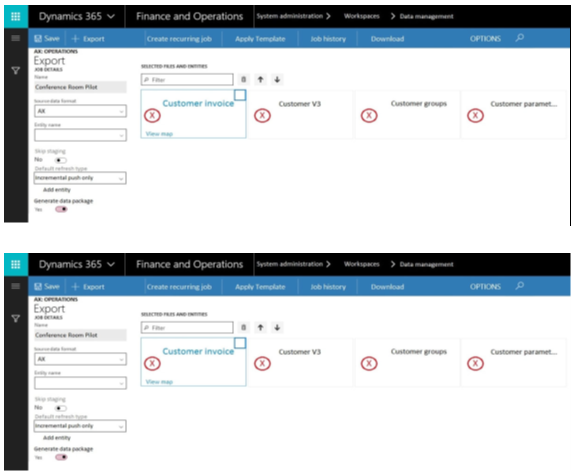 Dynamics 365 Finance and Operations System administration > Workspaces > Data management
Save + Export Create recurring job Apply Template Job history Download OPTIONS
AX: OPERATIONS
Export
JOB DETAILS
SELECTED FILES AND ENTITIES
Name
Filter
Conference Room Pilot
Customer invoice Customer V3 Customer groups Customer paramet...
X X X X
Source data format
AX
Entity name
View map
Skip staging
No
Default refresh type
Incremental push only
Add entity
Generate data package
Yes
Dynamics 365 Finance and Operations System administration > Workspaces > Data management
Save + Export Create recurring job Apply Template Job history Download OPTIONS
AX: OPERATIONS
Export
JOB DETAILS
SELECTED FILES AND ENTITIES
Name
Filter
Conference Room Pilot
Customer invoice Customer V3 Customer groups Customer paramet...
X X X X
Source data format
AX
Entity name
View map
Skip staging
No
Default refresh type
Incremental push only
Add entity
Generate data package
Yes